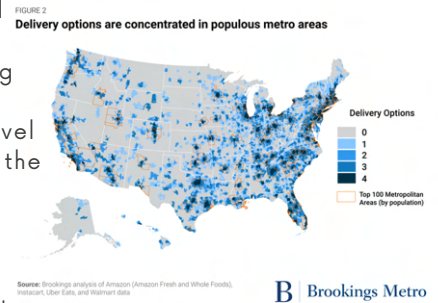 FIGURE 2
Delivery options are concentrated in populous metro areas
g
vel
the
Delivery Options
0
1
2
3
4
Top 100 Metropolitan
Areas (by population)
Source: Brookings analysis of Amazon (Amazon Fresh and Whole Foods),
Instacart, Uber Eats, and Walmart data
B | Brookings Metro